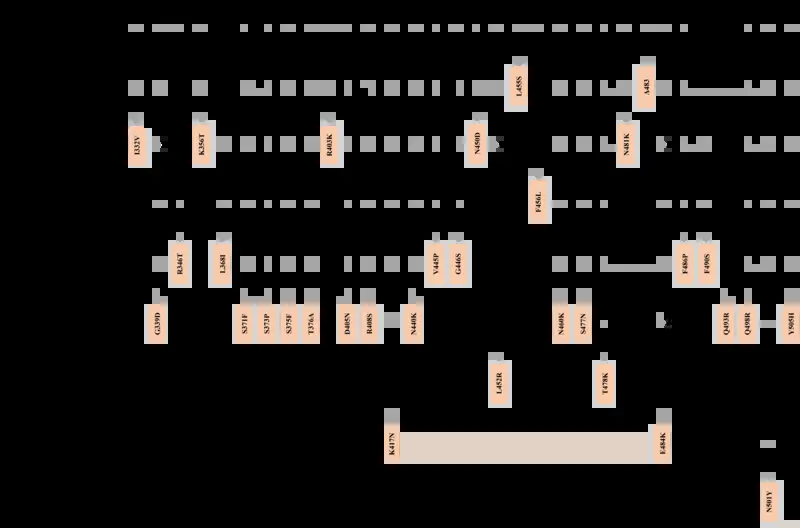 L455S
A483
I332V
K356T
R403K
N450D
N481K
F456L
R346T
L368I
V445P
G446S
F486P
F490S
G339D
S371F
S373P
S375F
T376A
D405N
R408S
N440K
N460K
S477N
Q493R
Q498R
Y505H
L452R
T478K
K417N
E484K
N501Y